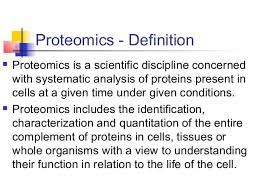 Proteomics - Definition
Proteomics is a scientific discipline concerned
with systematic analysis of proteins present in
cells at a given time under given conditions.
Proteomics includes the identification,
characterization and quantitation of the entire
complement of proteins in cells, tissues or
whole organisms with a view to understanding
their function in relation to the life of the cell.